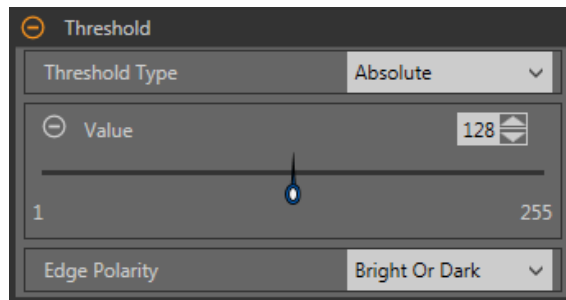 Threshold
Threshold Type Absolute
Value 128
1 255
Edge Polarity Bright Or Dark